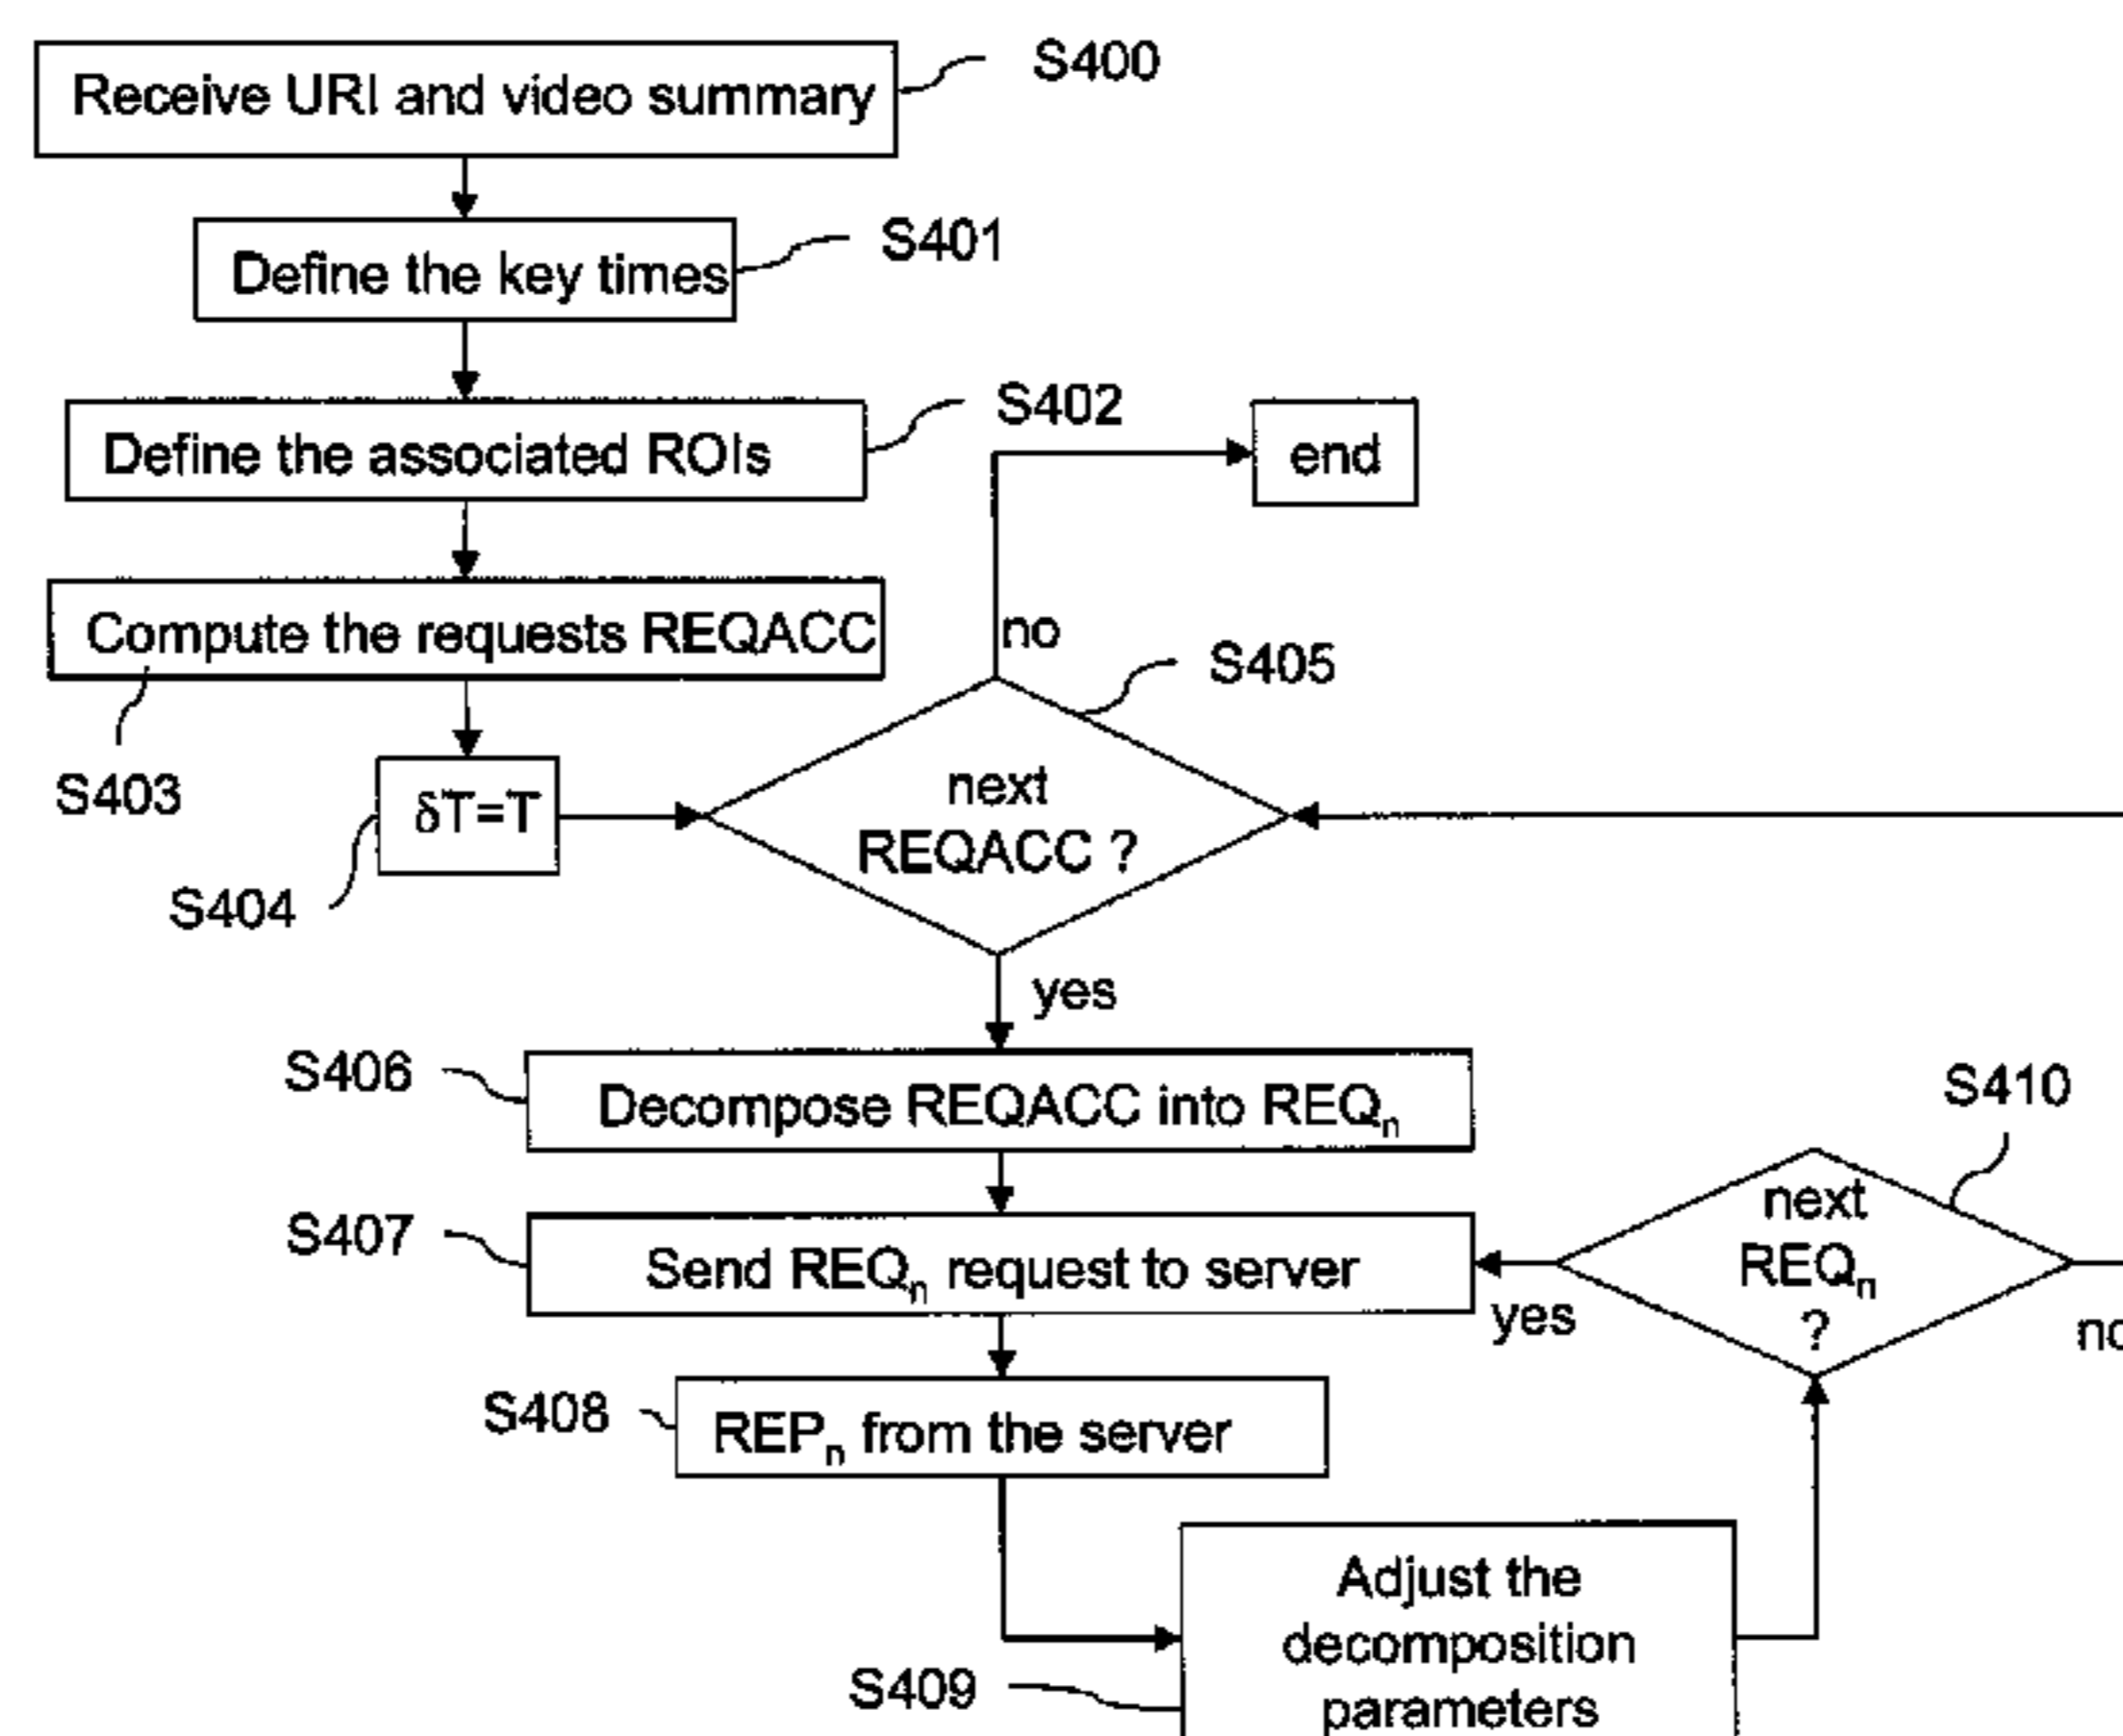 Receive URI and video summary
S400
Define the key times
S401
Define the associated ROIs
S402
end
Compute the requests REQACC
no
S405
S403
δT=T
S404
next
REQACC ?
yes
S406
Decompose REQACC into REQn
S410
S407
Send REQn request to server
yes
next
REQn
?
no
S408
REPn from the server
Adjust the
decomposition
parameters
S409